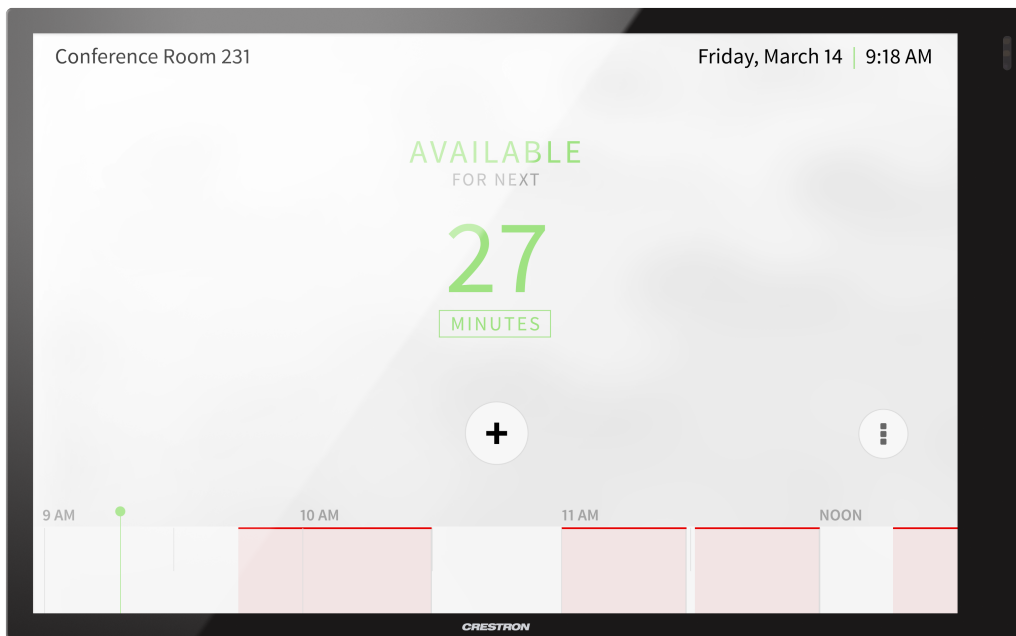 Conference Room 231
Friday, March 14 | 9:18 AM
AVAILABLE
FOR NEXT
27
MINUTES
9 AM
10 AM
11 AM
NOON
CRESTRON